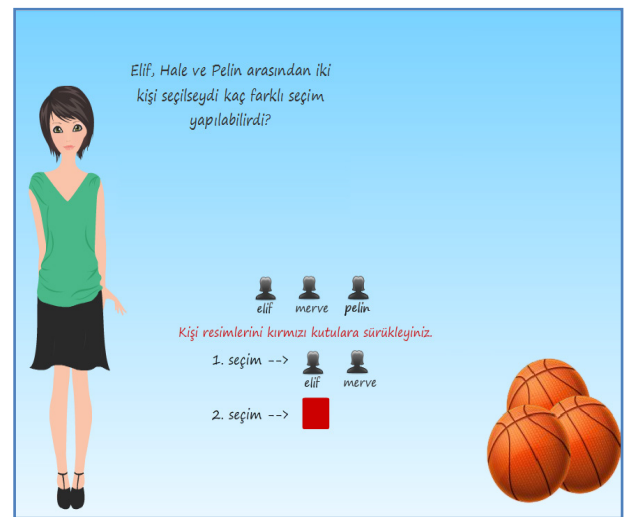 Elif, Hale ve Pelin arasından iki
kişi seçilseydi kaç farklı seçim
yapılabilirdi?
elif merve pelin
Kişi resimlerini kırmızı kutulara sürükleyiniz.
1. seçim -->
elif merve
2. seçim -->